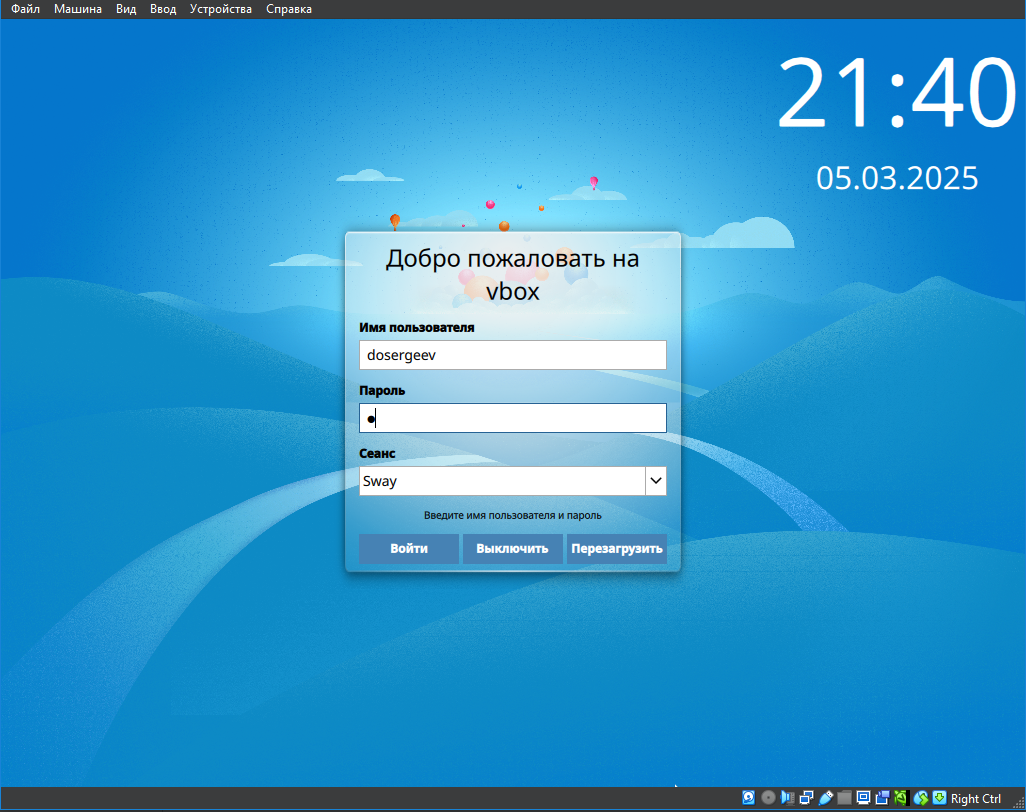 Файл Машина Вид Ввод Устройства Справка
21:40
05.03.2025
Добро пожаловать на
vbox
Имя пользователя
dosergeev
Пароль
Сеанс
Sway
Введите имя пользователя и пароль
Войти Выключить Перезагрузить
Right Ctrl